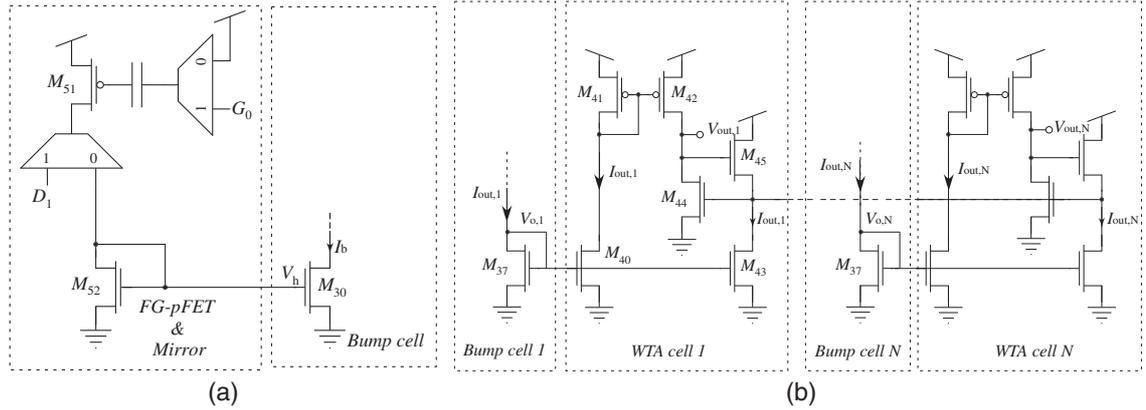 M51
0
1
G0
1 0
D1
Ib
M52
Vh
M30
FG-pFET
&
Mirror
Bump cell
(a)
M41
M42
Vout,1
M45
Iout,1
Iout,1
M44
Vo,1
Iout,1
M37
M40
M43
Bump cell 1
WTA cell 1
Vout,N
Iout,N
Iout,N
Vo,N
Iout,N
M37
Bump cell N
WTA cell N
(b)